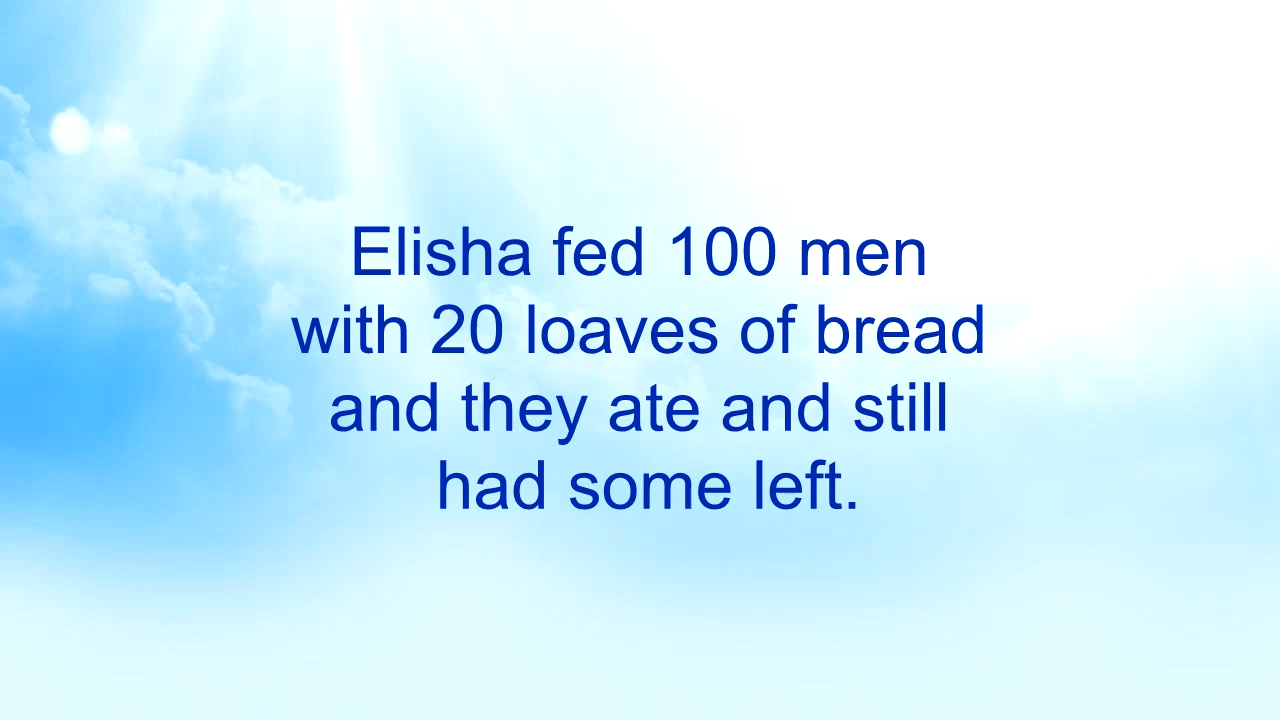 Elisha fed 100 men
with 20 loaves of bread
and they ate and still
had some left.